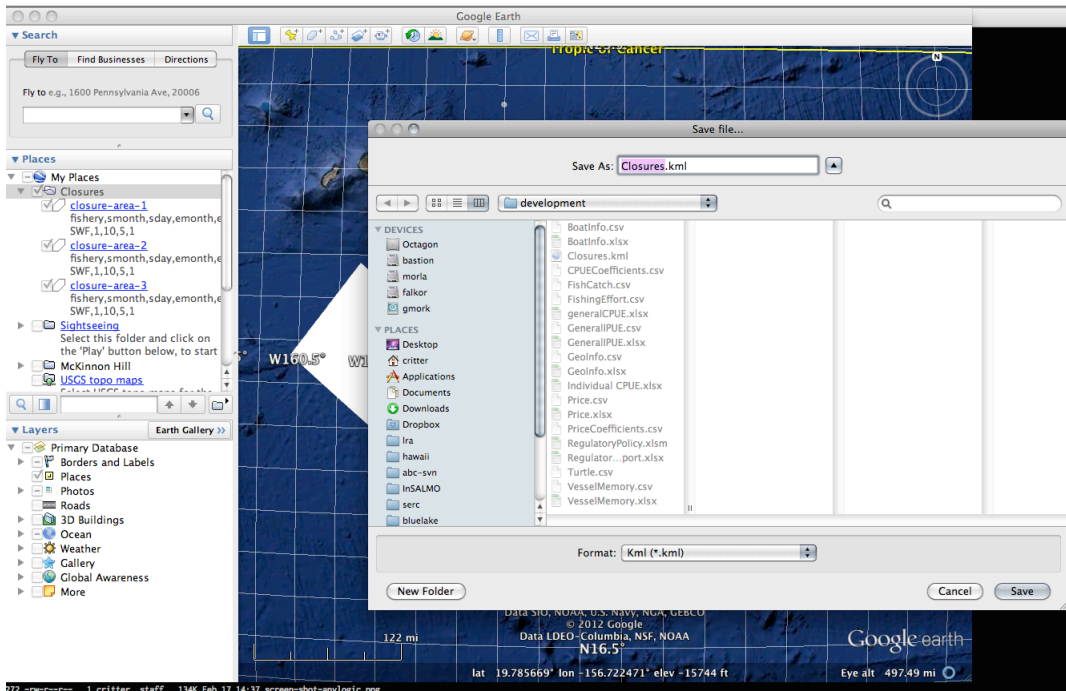 Google Earth
Search
Fly To Find Businesses Directions
Fly to e.g., 1600 Pennsylvania Ave, 20006
Places
My Places
Closures
closure-area-1
fishery,smonth,sday,emonth,e
SWF,1,10,5,1
closure-area-2
fishery,smonth,sday,emonth,e
SWF,1,10,5,1
closure-area-3
fishery,smonth,sday,emonth,e
SWF,1,10,5,1
Sightseeing
Select this folder and click on
the 'Play' button below, to start
McKinnon Hill
USGS topo maps
Select USGS topo maps for the
Layers Earth Gallery >>
Primary Database
Borders and Labels
Places
Photos
Roads
3D Buildings
Ocean
Weather
Gallery
Global Awareness
More
Tropic of Cancer
N
W160.5° W1
Save file...
Save As: Closures.kml
development
DEVICES
Octagon
bastion
morla
falkor
gmork
PLACES
Desktop
critter
Applications
Documents
Downloads
Dropbox
Ira
hawaii
abc-svn
InSALMO
serc
bluelake
BoatInfo.csv
BoatInfo.xlsx
Closures.kml
CPUECoefficients.csv
FishCatch.csv
FishingEffort.csv
generalCPUE.xlsx
GeneralIPUE.csv
GeneralIPUE.xlsx
GeoInfo.csv
GeoInfo.xlsx
Individual CPUE.xlsx
Price.csv
Price.xlsx
PriceCoefficients.csv
RegulatoryPolicy.xlsm
Regulator...port.xlsx
Turtle.csv
VesselMemory.csv
VesselMemory.xlsx
Format: Kml (*.kml)
New Folder Cancel Save
Data SIO, NOAA, U.S. Navy, NGA, GEBCO
© 2012 Google
Data LDEO-Columbia, NSF, NOAA
N16.5°
122 mi
Google earth
lat 19.785669° lon -156.722471° elev -15744 ft Eye alt 497.49 mi
272 -rw-r--r-- 1 critter staff 134K Feb 17 14:37 screen-shot-anylogic.png